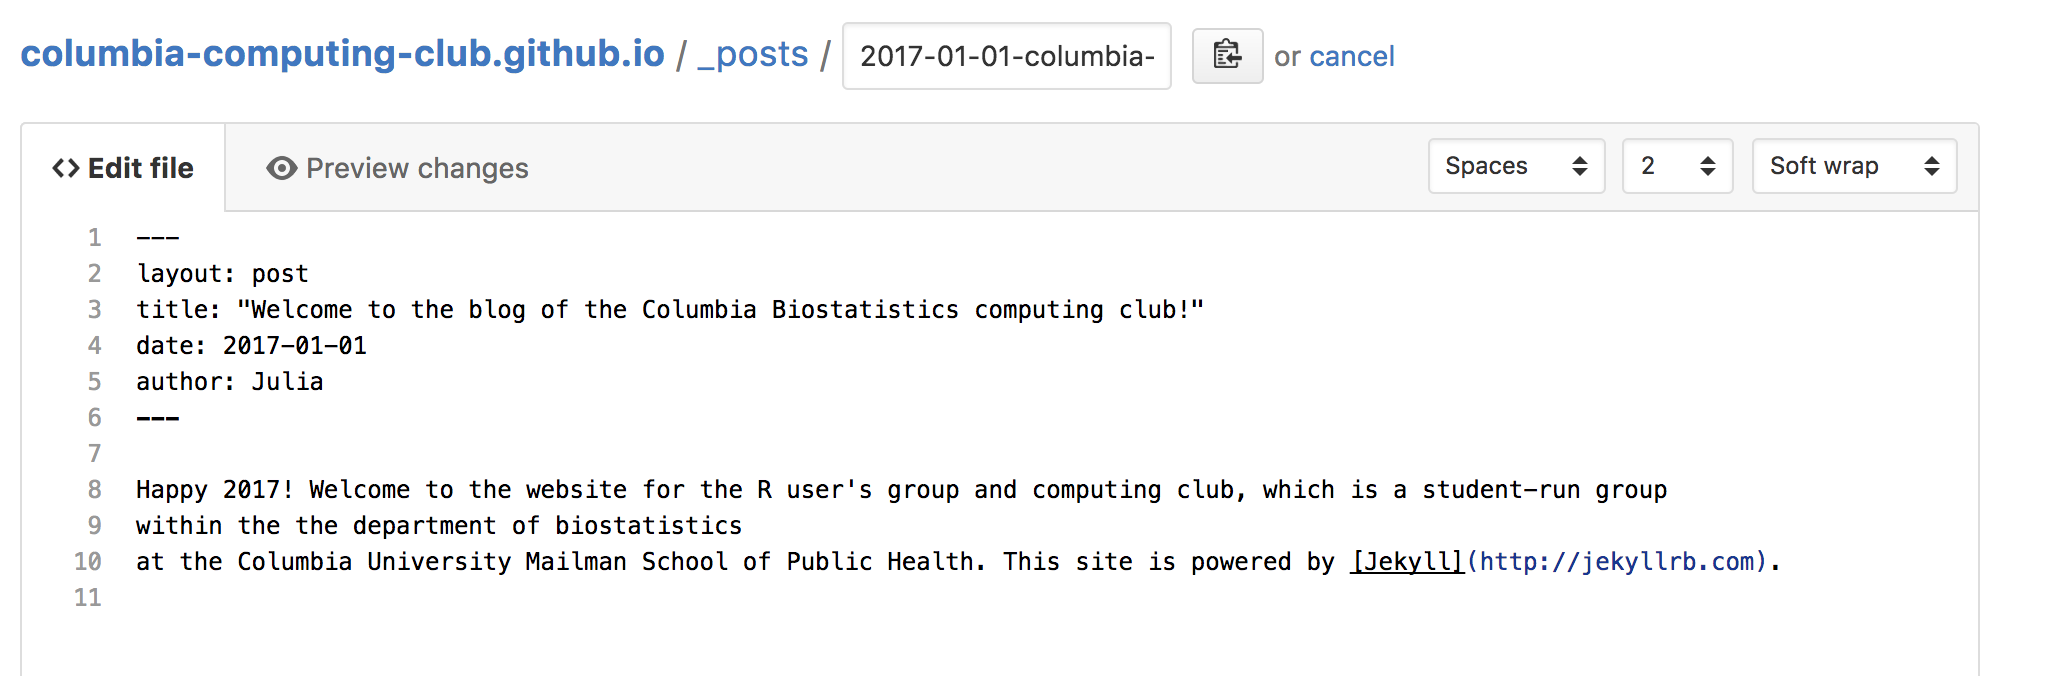 columbia-computing-club.github.io / _posts / 2017-01-01-columbia- or cancel
<> Edit file Preview changes Spaces 2 Soft wrap
1 ---
2 layout: post
3 title: "Welcome to the blog of the Columbia Biostatistics computing club!"
4 date: 2017-01-01
5 author: Julia
6 ---
7
8 Happy 2017! Welcome to the website for the R user's group and computing club, which is a student-run group
9 within the the department of biostatistics
10 at the Columbia University Mailman School of Public Health. This site is powered by [Jekyll](http://jekyllrb.com).
11